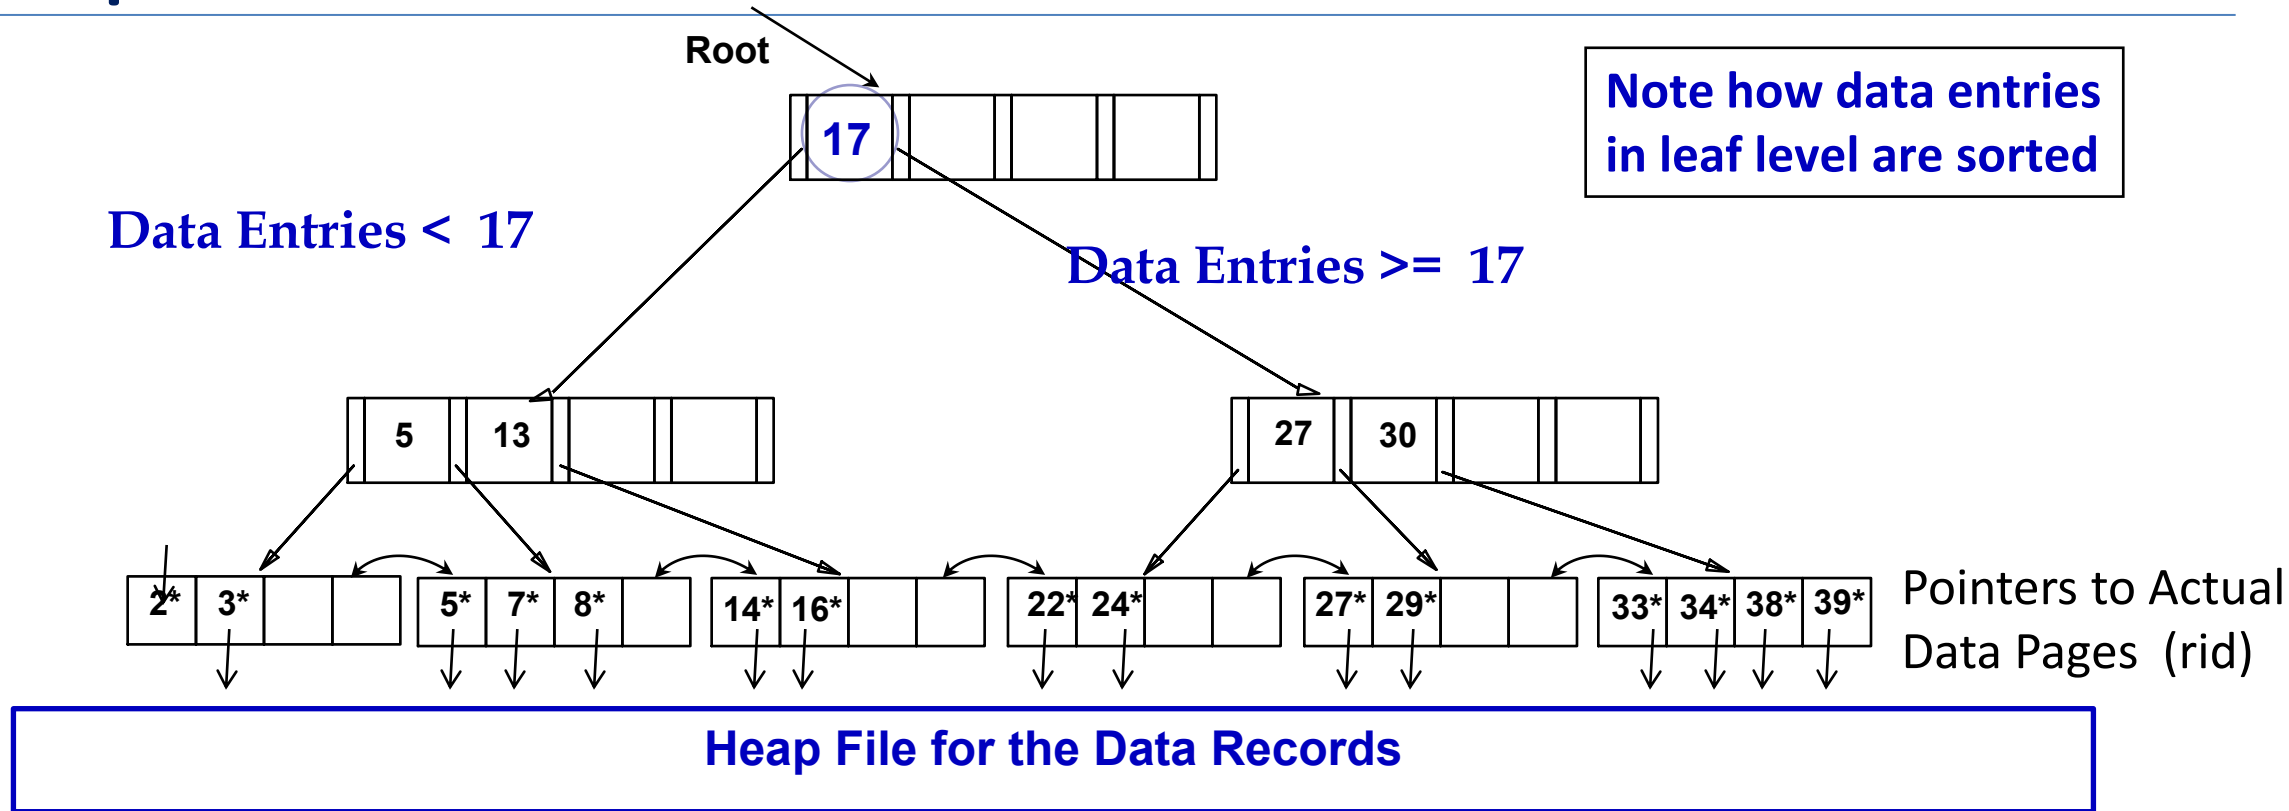 Root
17
Note how data entries
in leaf level are sorted
Data Entries < 17
Data Entries >= 17
5 13
27 30
2* 3*
5* 7* 8*
14* 16*
22* 24*
27* 29*
33* 34* 38* 39*
Pointers to Actual
Data Pages (rid)
Heap File for the Data Records